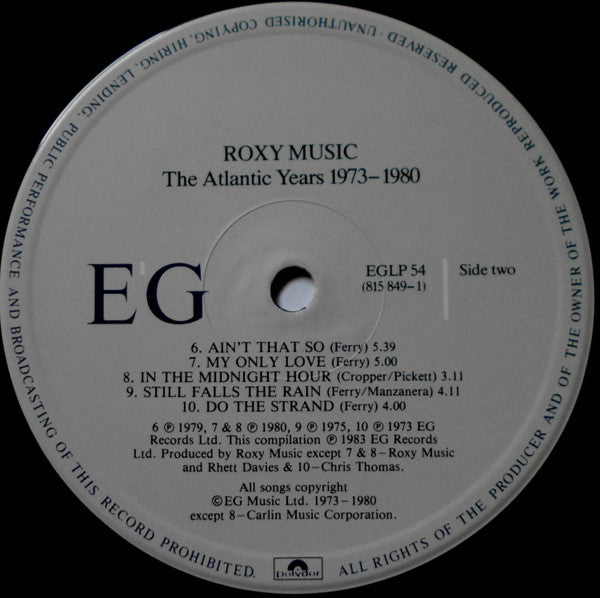 ROXY MUSIC
The Atlantic Years 1973–1980
E'G
EGLP 54
(815 849–1)
Side two
6. AIN'T THAT SO (Ferry) 5.39
7. MY ONLY LOVE (Ferry) 5.00
8. IN THE MIDNIGHT HOUR (Cropper/Pickett) 3.11
9. STILL FALLS THE RAIN (Ferry/Manzanera) 4.11
10. DO THE STRAND (Ferry) 4.00
6 ℗ 1979, 7 & 8 ℗ 1980, 9 ℗ 1975, 10 ℗ 1973 EG
Records Ltd. This compilation ℗ 1983 EG Records
Ltd. Produced by Roxy Music except 7 & 8–Roxy Music
and Rhett Davies & 10–Chris Thomas.
All songs copyright
©EG Music Ltd. 1973–1980
except 8–Carlin Music Corporation.
polydor
ALL RIGHTS OF THE PRODUCER AND OF THE OWNER OF THE WORK REPRODUCED RESERVED · UNAUTHORISED COPYING, HIRING, LENDING, PUBLIC PERFORMANCE AND BROADCASTING OF THIS RECORD PROHIBITED.